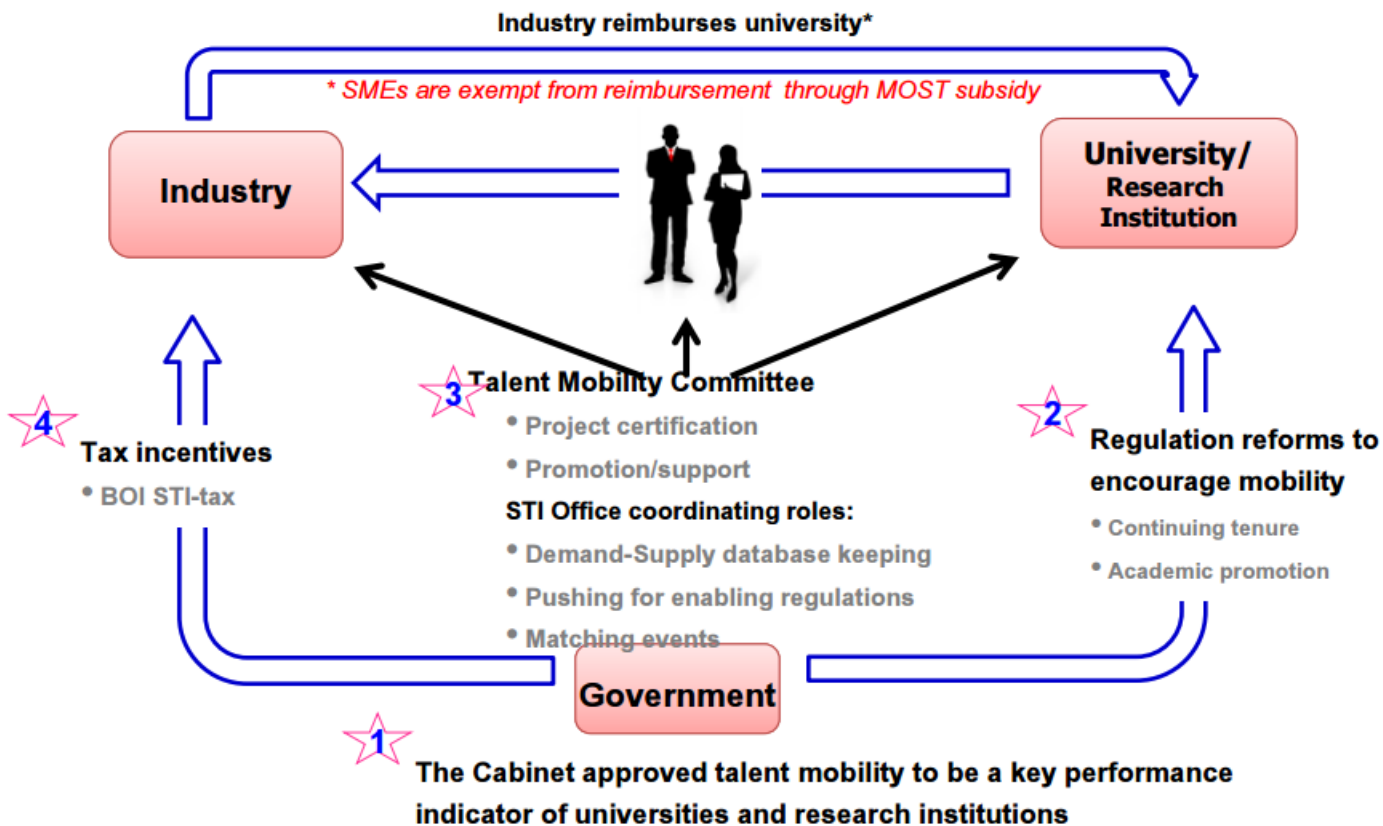 Industry reimburses university*
* SMEs are exempt from reimbursement through MOST subsidy
Industry
University/
Research
Institution
3
Talent Mobility Committee
• Project certification
• Promotion/support
STI Office coordinating roles:
• Demand-Supply database keeping
• Pushing for enabling regulations
• Matching events
4
Tax incentives
• BOI STI-tax
2
Regulation reforms to
encourage mobility
• Continuing tenure
• Academic promotion
Government
1
The Cabinet approved talent mobility to be a key performance
indicator of universities and research institutions